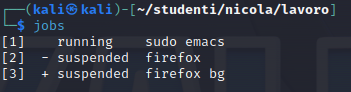 ┌──(kali㉿kali)-[~/studenti/nicola/lavoro]
└─$ jobs
[1]    running    sudo emacs
[2]  - suspended  firefox
[3]  + suspended  firefox bg